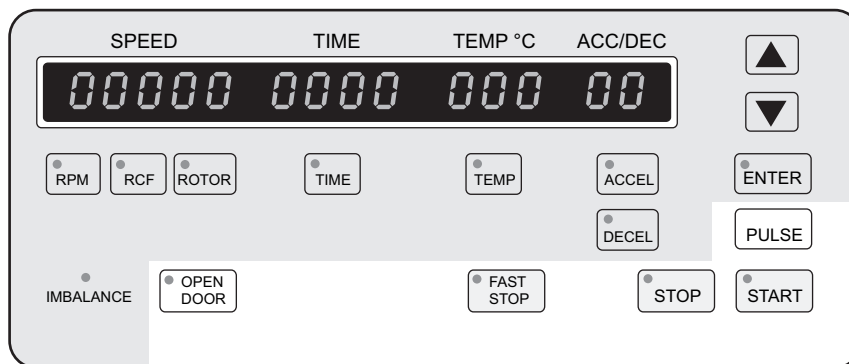 SPEED TIME TEMP °C ACC/DEC
00000 0000 000 00
RPM RCF ROTOR TIME TEMP ACCEL ENTER
DECEL PULSE
IMBALANCE OPEN DOOR FAST STOP STOP START